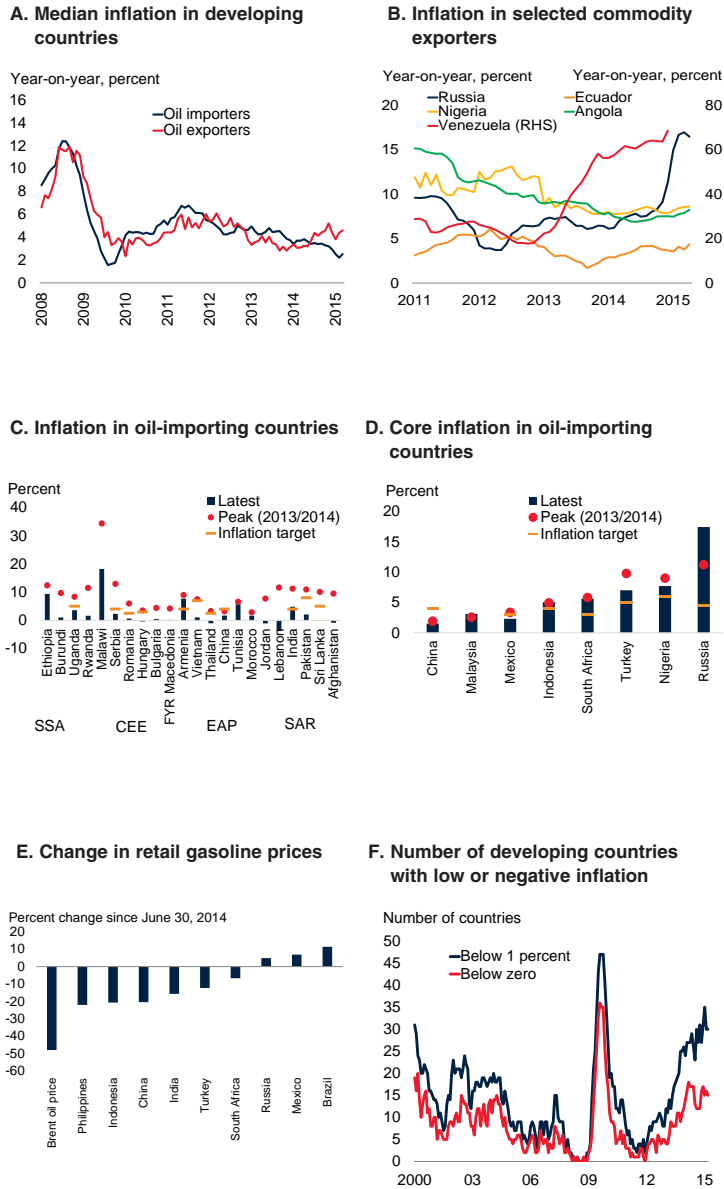 A. Median inflation in developing
countries
Year-on-year, percent
16
14
12
10
8
6
4
2
0
Oil importers
Oil exporters
2008
2009
2010
2011
2012
2013
2014
2015
B. Inflation in selected commodity
exporters
Year-on-year, percent
Year-on-year, percent
20
15
10
5
0
80
60
40
20
0
Russia
Ecuador
Nigeria
Angola
Venezuela (RHS)
2011
2012
2013
2014
2015
C. Inflation in oil-importing countries
Percent
40
30
20
10
0
-10
Latest
Peak (2013/2014)
Inflation target
Ethiopia
Burundi
Uganda
Rwanda
Malawi
Serbia
Romania
Hungary
Bulgaria
FYR Macedonia
Armenia
Vietnam
Thailand
China
Tunisia
Morocco
Jordan
Lebanon
India
Pakistan
Sri Lanka
Afghanistan
SSA
CEE
EAP
SAR
D. Core inflation in oil-importing
countries
Percent
20
15
10
5
0
Latest
Peak (2013/2014)
Inflation target
China
Malaysia
Mexico
Indonesia
South Africa
Turkey
Nigeria
Russia
E. Change in retail gasoline prices
Percent change since June 30, 2014
20
10
0
-10
-20
-30
-40
-50
-60
Brent oil price
Philippines
Indonesia
China
India
Turkey
South Africa
Russia
Mexico
Brazil
F. Number of developing countries
with low or negative inflation
Number of countries
50
45
40
35
30
25
20
15
10
5
0
Below 1 percent
Below zero
2000
03
06
09
12
15